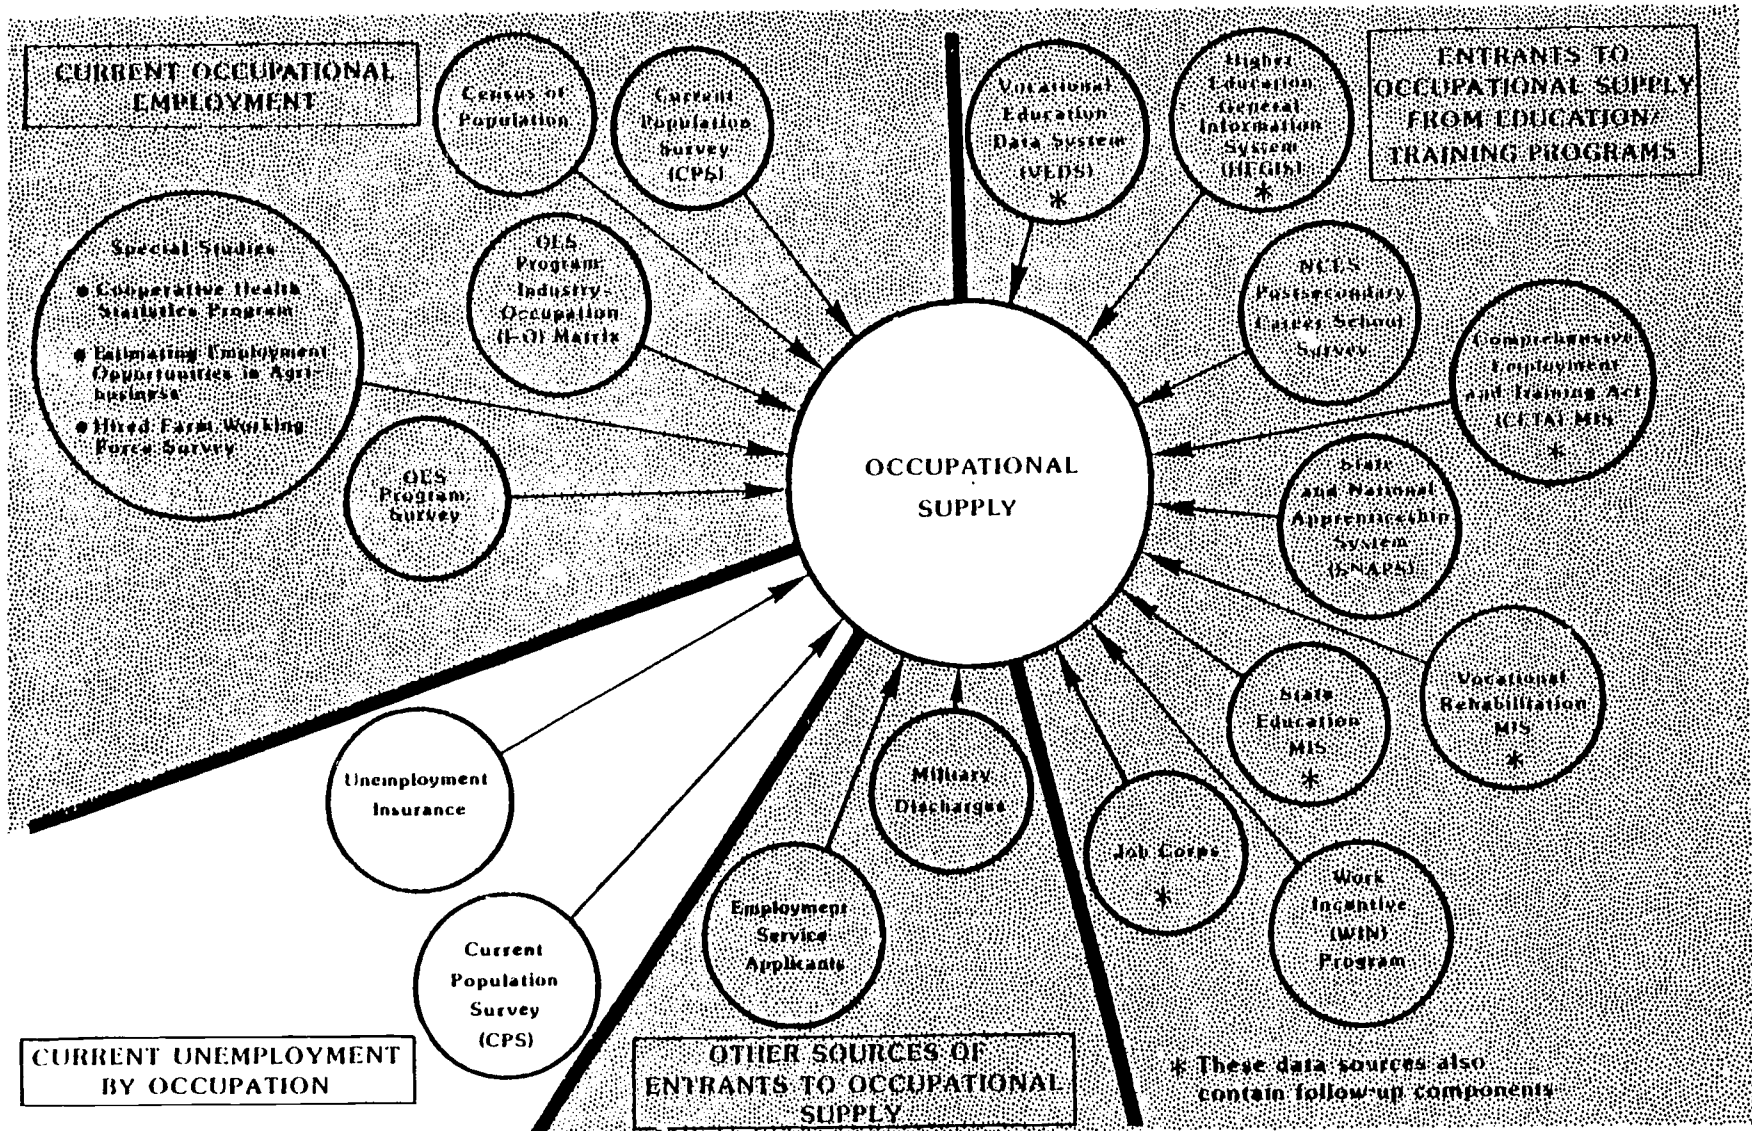 CURRENT OCCUPATIONAL
EMPLOYMENT
Census of
Population
Current
Population
Survey
(CPS)
Vocational
Education
Data System
(VEDS)
*
Higher
Education
General
Information
System
(HEGIS)
*
ENTRANTS TO
OCCUPATIONAL SUPPLY
FROM EDUCATION/
TRAINING PROGRAMS
Special Studies
• Cooperative Health
Statistics Program
• Estimating Employment
Opportunities in Agri-
business
• Hired Farm Working
Force Survey
OES
Program:
Industry-
Occupation
(I-O) Matrix
OES
Program:
Survey
NCES
Postsecondary
Career School
Survey
Comprehensive
Employment
and Training Act
(CETA) MIS
*
OCCUPATIONAL
SUPPLY
State
and National
Apprenticeship
System
(SNAPS)
Vocational
Rehabilitation
MIS
*
State
Education
MIS
*
Unemployment
Insurance
Military
Discharges
Job Corps
*
Work
Incentive
(WIN)
Program
Employment
Service
Applicants
Current
Population
Survey
(CPS)
CURRENT UNEMPLOYMENT
BY OCCUPATION
OTHER SOURCES OF
ENTRANTS TO OCCUPATIONAL
SUPPLY
* These data sources also
contain follow-up components